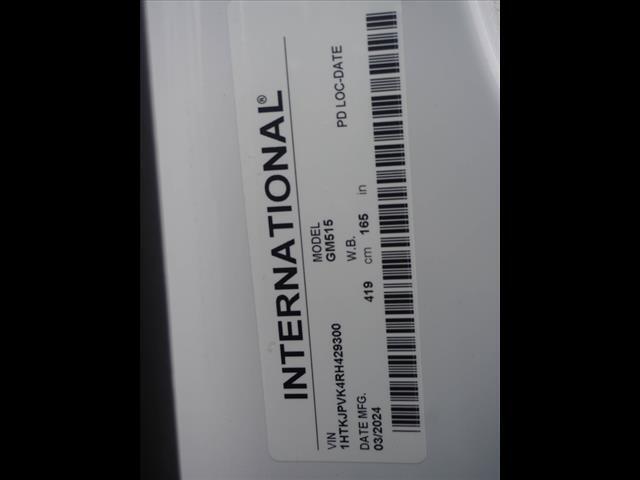 INTERNATIONAL®
MODEL
GM515
VIN
1HTKJPVK4RH429300
W.B.
PD LOC-DATE
DATE MFG.
03/2024
419 cm 165 in